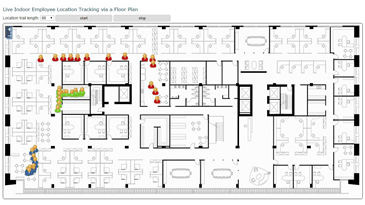 Live Indoor Employee Location Tracking via a Floor Plan
Location trail length: start stop